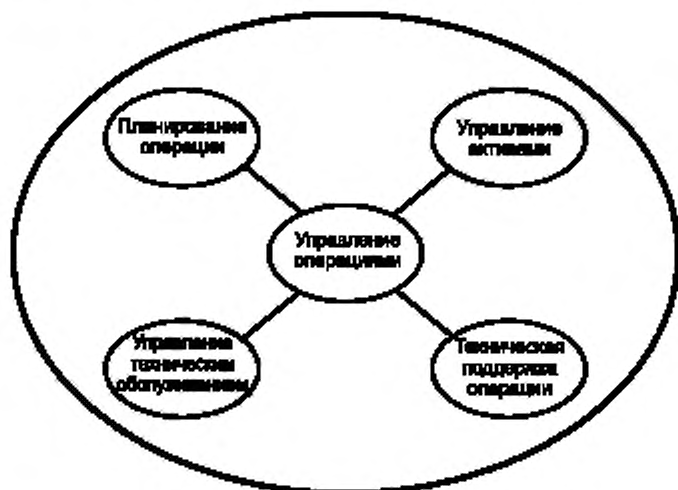 Планирование
операции
Управление
активами
Управление
операциями
Управление
техническим
обслуживанием
Техническая
поддержка
операции